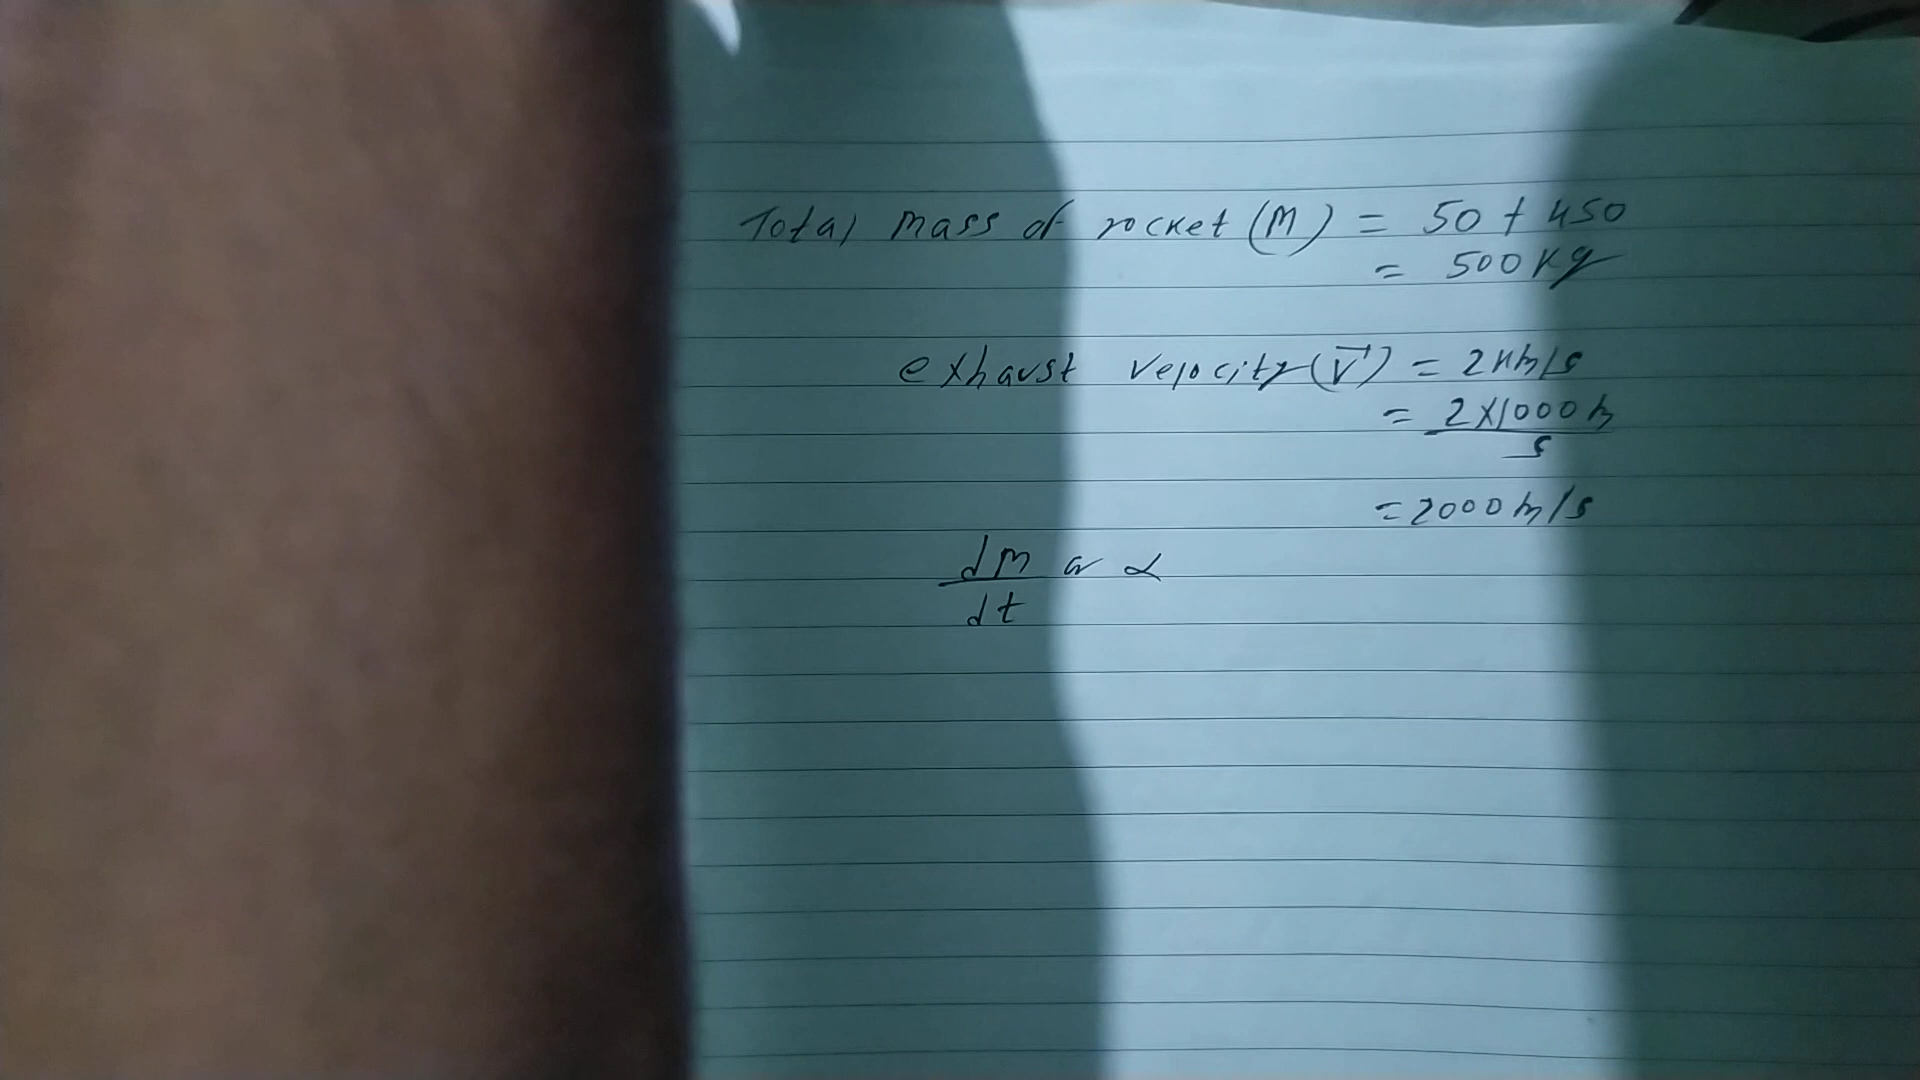 Total mass of rocket (M) = 50 + 450
= 500 Kg
exhaust velocity (V⃗) = 2 Km/s
= 2×1000 m
s
= 2000 m/s
dM or α
dt